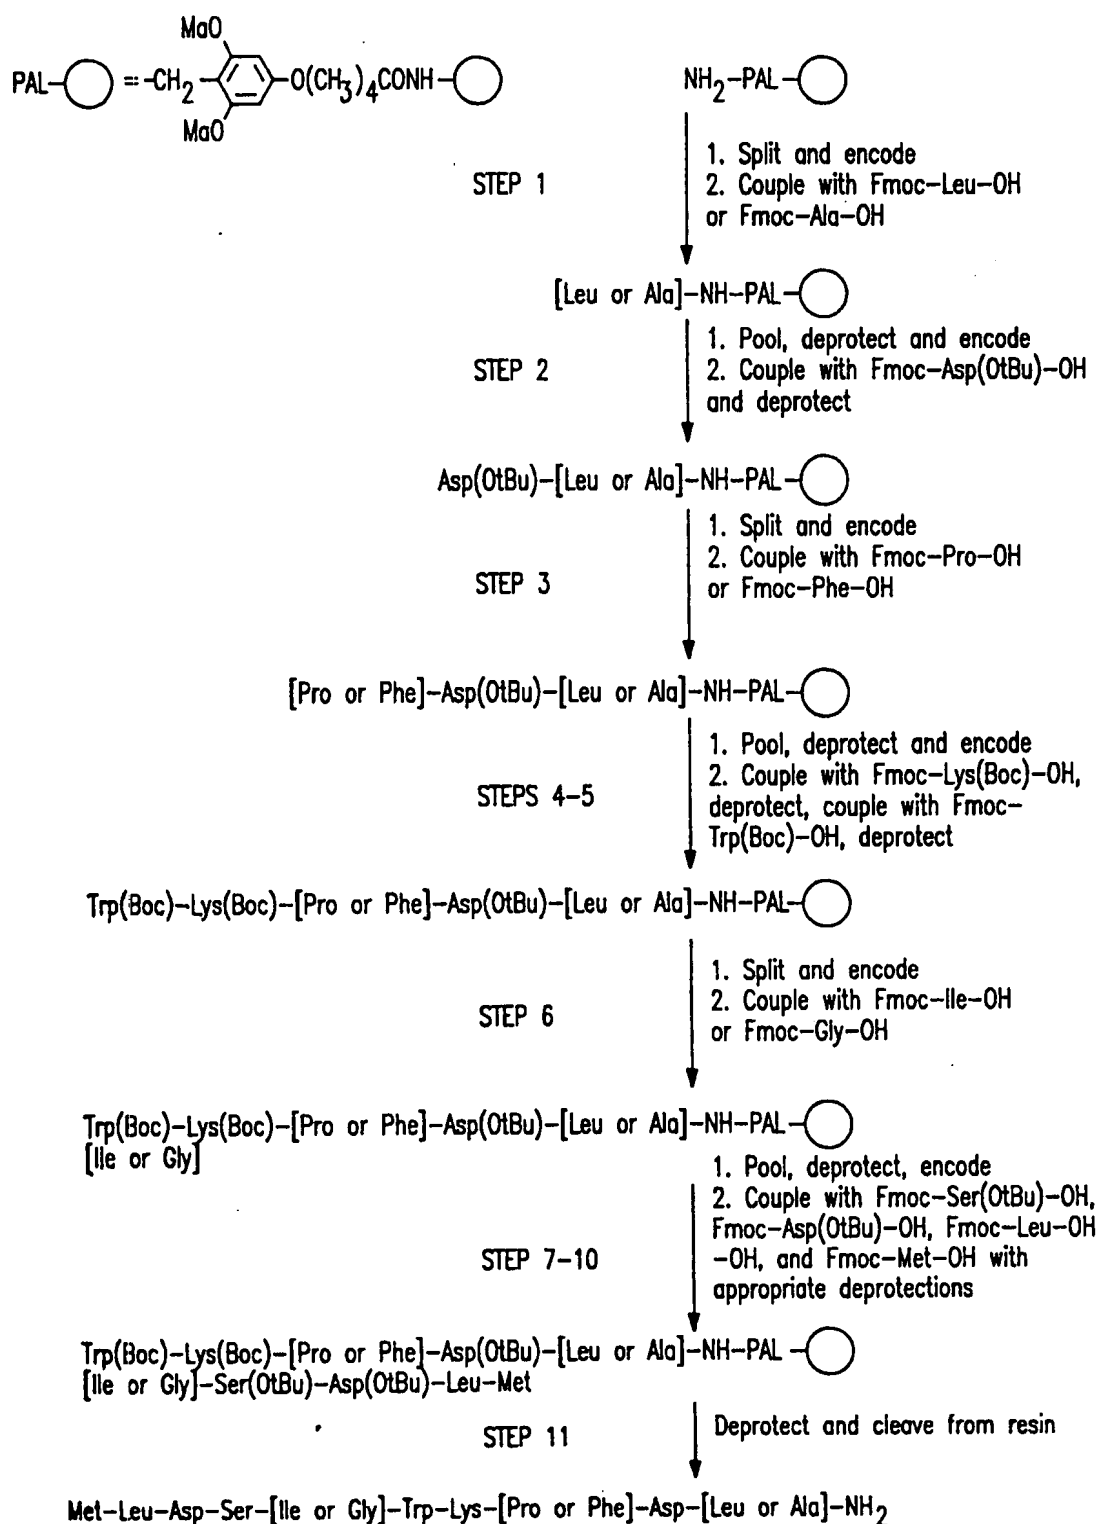 MaO
PAL— =-CH2- -O(CH3)4CONH-
MaO
NH2-PAL-
STEP 1
1. Split and encode
2. Couple with Fmoc-Leu-OH
or Fmoc-Ala-OH
[Leu or Ala]-NH-PAL-
STEP 2
1. Pool, deprotect and encode
2. Couple with Fmoc-Asp(OtBu)-OH
and deprotect
Asp(OtBu)-[Leu or Ala]-NH-PAL-
STEP 3
1. Split and encode
2. Couple with Fmoc-Pro-OH
or Fmoc-Phe-OH
[Pro or Phe]-Asp(OtBu)-[Leu or Ala]-NH-PAL-
STEPS 4-5
1. Pool, deprotect and encode
2. Couple with Fmoc-Lys(Boc)-OH,
deprotect, couple with Fmoc-
Trp(Boc)-OH, deprotect
Trp(Boc)-Lys(Boc)-[Pro or Phe]-Asp(OtBu)-[Leu or Ala]-NH-PAL-
STEP 6
1. Split and encode
2. Couple with Fmoc-Ile-OH
or Fmoc-Gly-OH
Trp(Boc)-Lys(Boc)-[Pro or Phe]-Asp(OtBu)-[Leu or Ala]-NH-PAL-
[Ile or Gly]
STEP 7-10
1. Pool, deprotect, encode
2. Couple with Fmoc-Ser(OtBu)-OH,
Fmoc-Asp(OtBu)-OH, Fmoc-Leu-OH
-OH, and Fmoc-Met-OH with
appropriate deprotections
Trp(Boc)-Lys(Boc)-[Pro or Phe]-Asp(OtBu)-[Leu or Ala]-NH-PAL-
[Ile or Gly]-Ser(OtBu)-Asp(OtBu)-Leu-Met
STEP 11
Deprotect and cleave from resin
Met-Leu-Asp-Ser-[Ile or Gly]-Trp-Lys-[Pro or Phe]-Asp-[Leu or Ala]-NH2